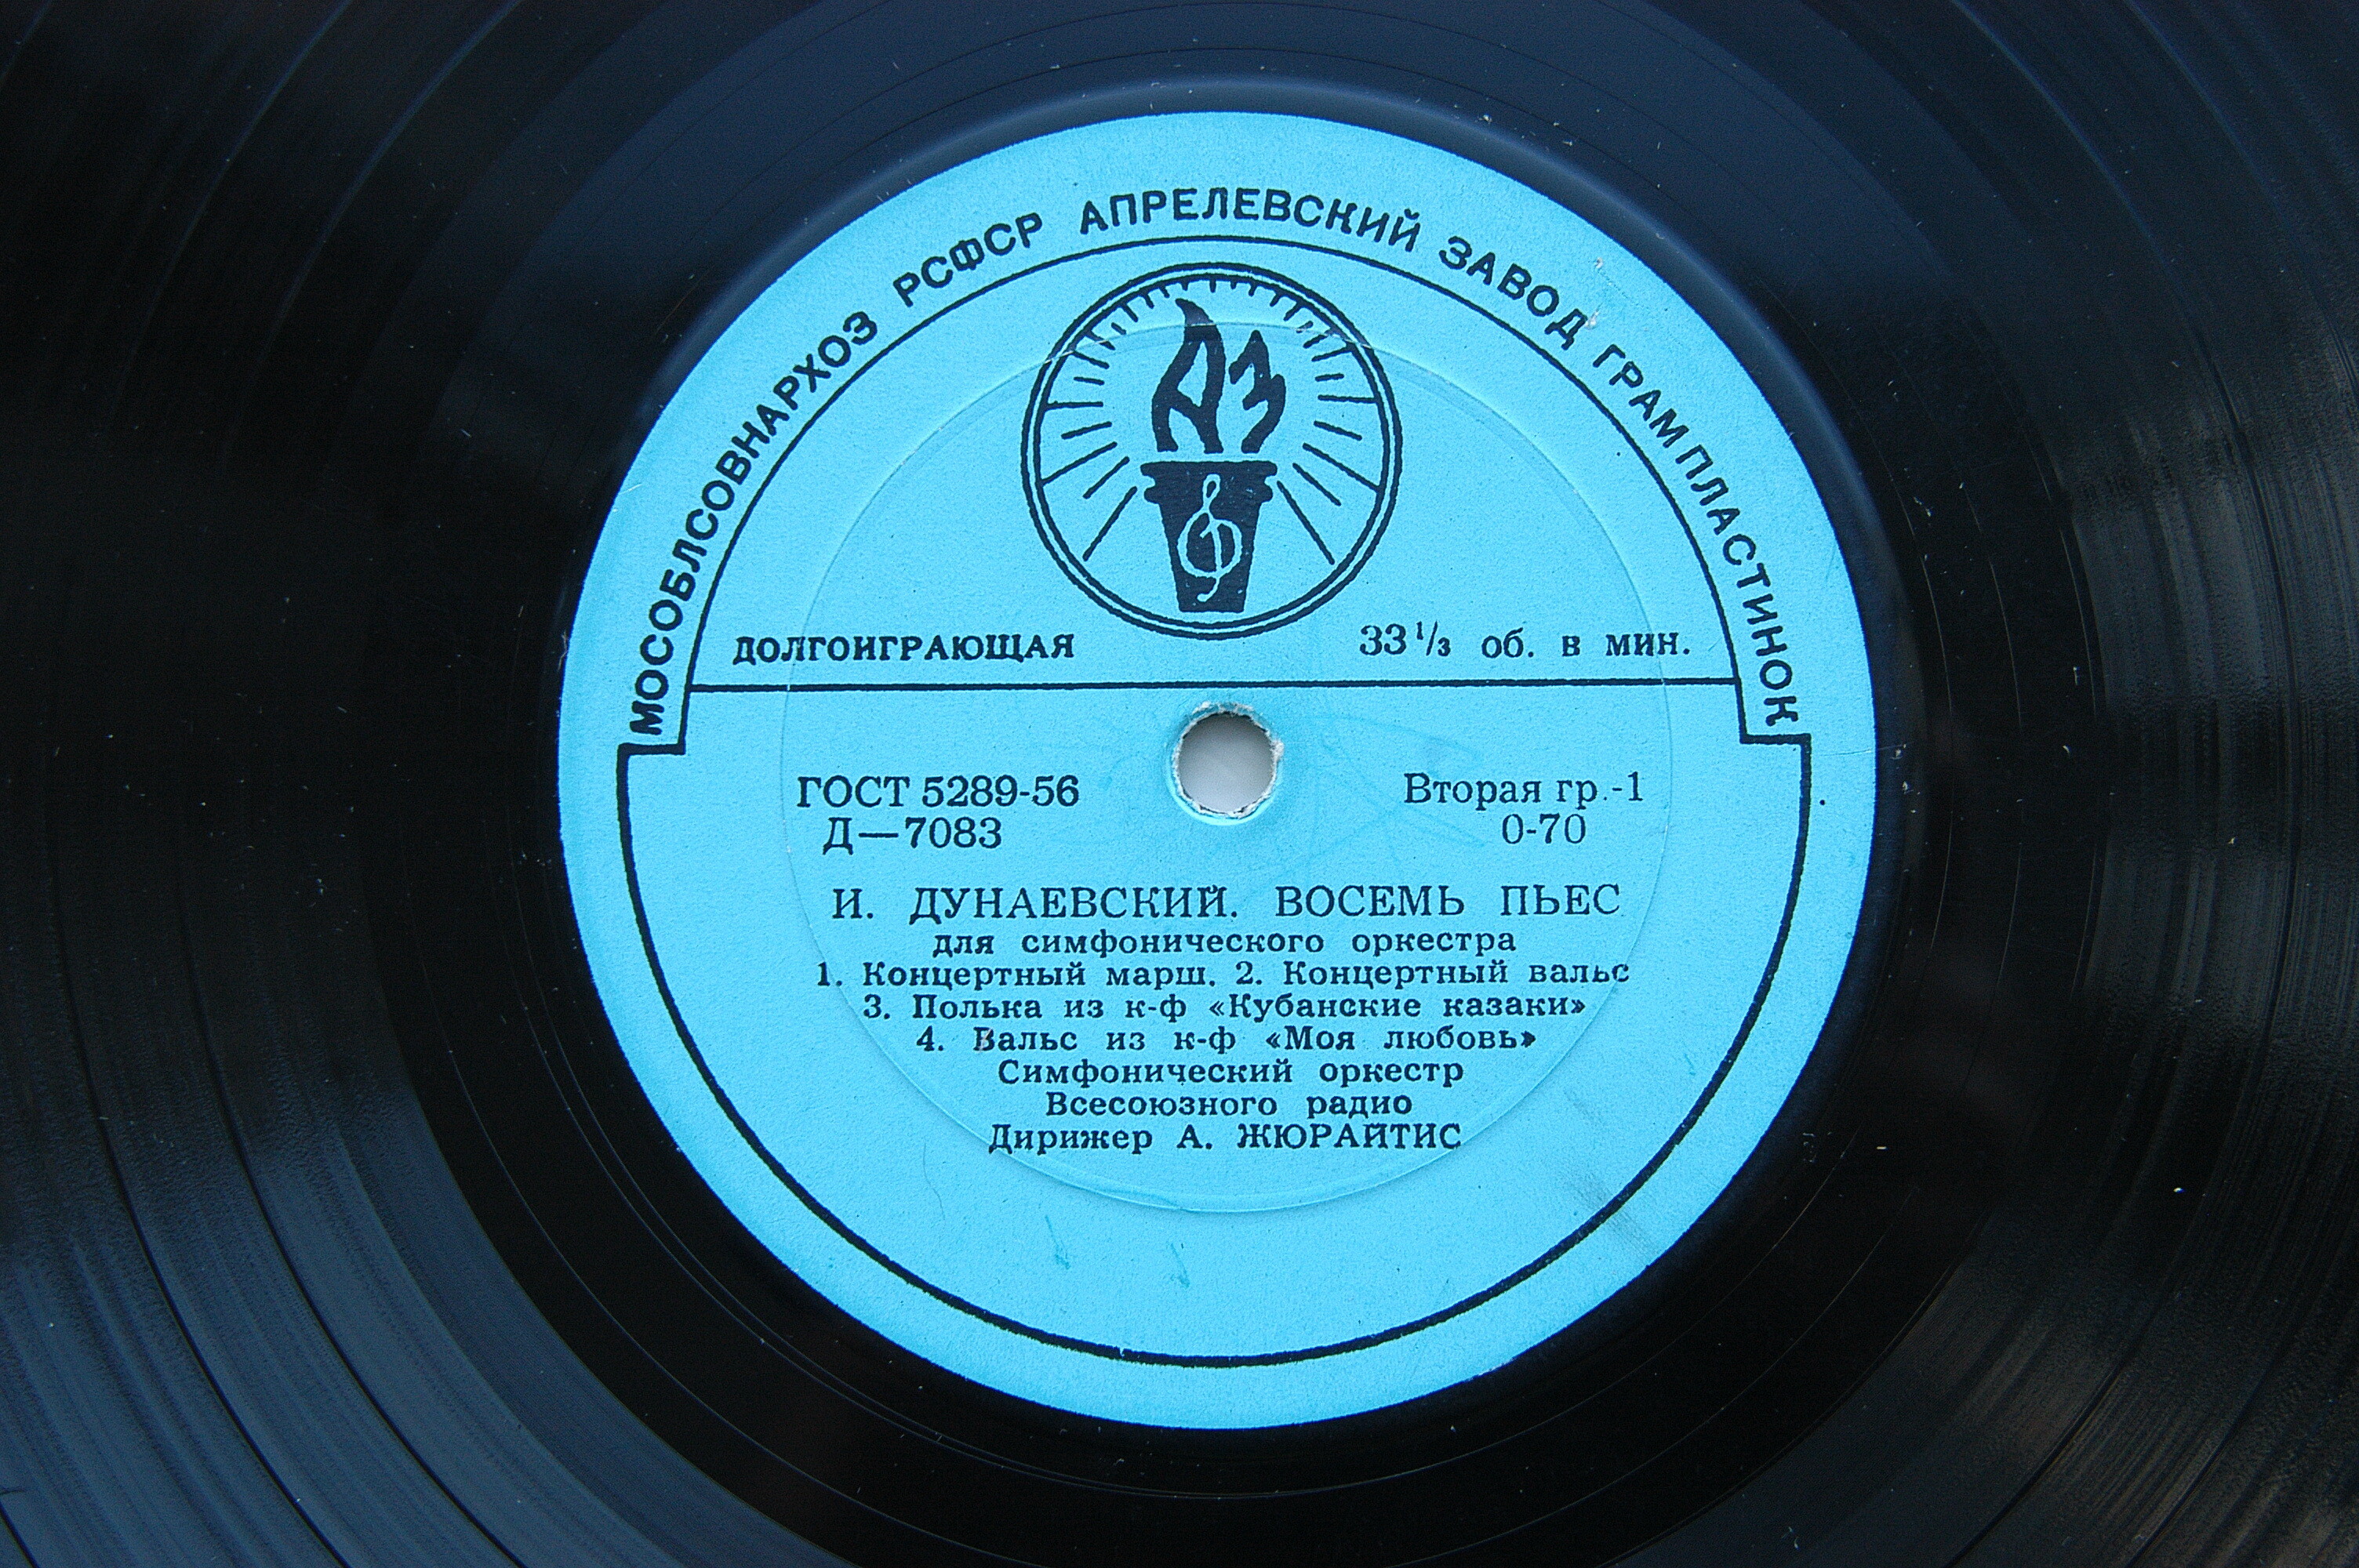 МОСОБЛСОВНАРХОЗ РСФСР АПРЕЛЕВСКИЙ ЗАВОД ГРАМПЛАСТИНОК
АЗ
ДОЛГОИГРАЮЩАЯ 33⅓ об. в мин.
ГОСТ 5289-56 Вторая гр.-1
Д—7083 0-70
И. ДУНАЕВСКИЙ. ВОСЕМЬ ПЬЕС
для симфонического оркестра
1. Концертный марш. 2. Концертный вальс
3. Полька из к-ф «Кубанские казаки»
4. Вальс из к-ф «Моя любовь»
Симфонический оркестр
Всесоюзного радио
Дирижер А. ЖЮРАЙТИС